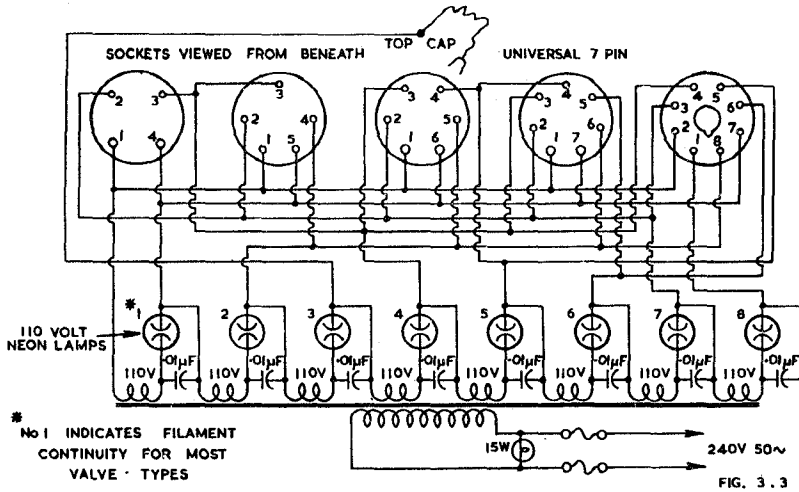 TOP CAP
SOCKETS VIEWED FROM BENEATH
UNIVERSAL 7 PIN
2 3
1 4
3
2 4
1 5
3 4
2 5
1 6
4
3 5
2 6
1 7
4 5
3 6
2 7
1 8
* 1 2 3 4 5 6 7 8
110 VOLT
NEON LAMPS
·01µF ·01µF ·01µF ·01µF ·01µF ·01µF ·01µF ·01µF
110V 110V 110V 110V 110V 110V 110V 110V
* No 1 INDICATES FILAMENT
CONTINUITY FOR MOST
VALVE · TYPES
15W
240V 50~
FIG. 3.3